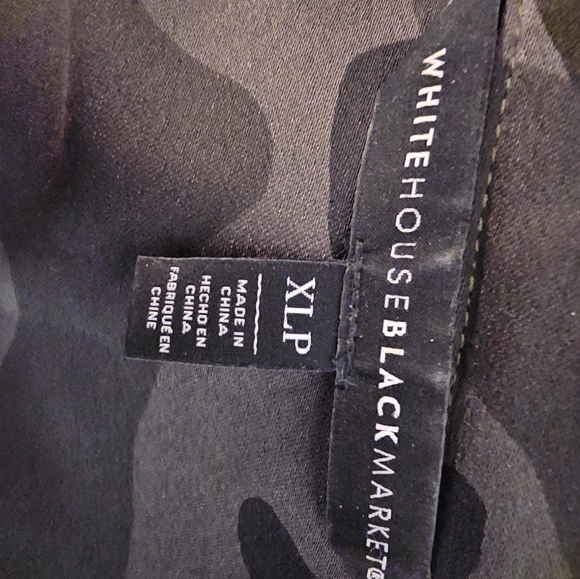 WHITEHOUSEBLACKMARKET®
XLP
MADE IN
CHINA
HECHO EN
CHINA
FABRIQUÉ EN
CHINE